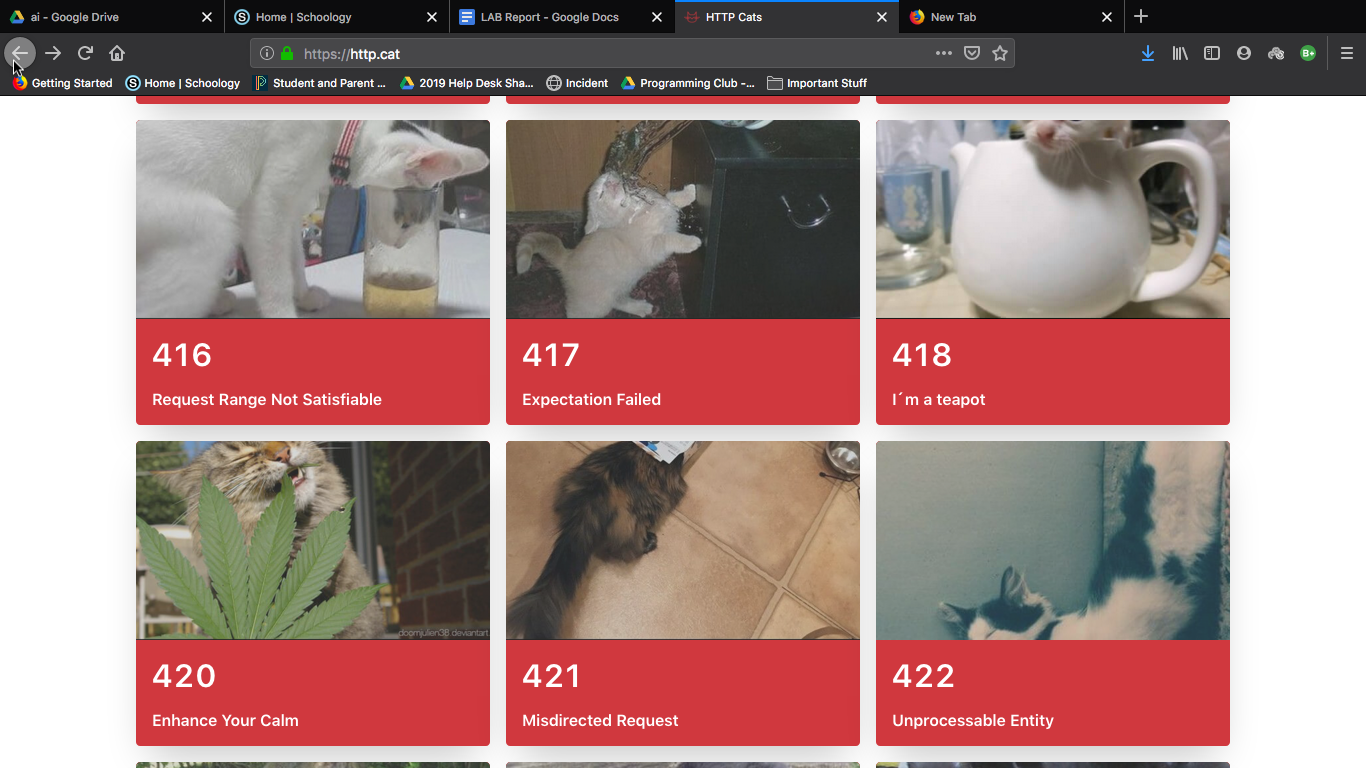 ai - Google Drive
Home | Schoology
LAB Report - Google Docs
HTTP Cats
New Tab
https://http.cat
B+
Getting Started
Home | Schoology
Student and Parent ...
2019 Help Desk Sha...
Incident
Programming Club -...
Important Stuff
416
Request Range Not Satisfiable
417
Expectation Failed
418
I´m a teapot
doomjulien38 deviantart
420
Enhance Your Calm
421
Misdirected Request
422
Unprocessable Entity